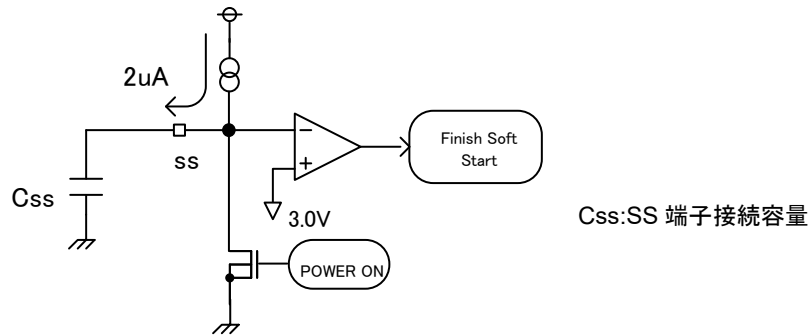 2uA
ss
Css
3.0V
Finish Soft
Start
POWER ON
Css:SS 端子接続容量